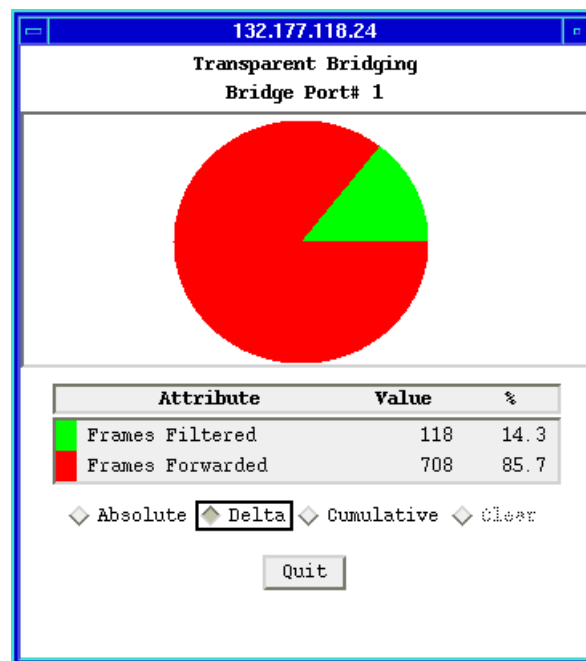 132.177.118.24
Transparent Bridging
Bridge Port# 1
Attribute Value %
Frames Filtered 118 14.3
Frames Forwarded 708 85.7
Absolute Delta Cumulative Clear
Quit